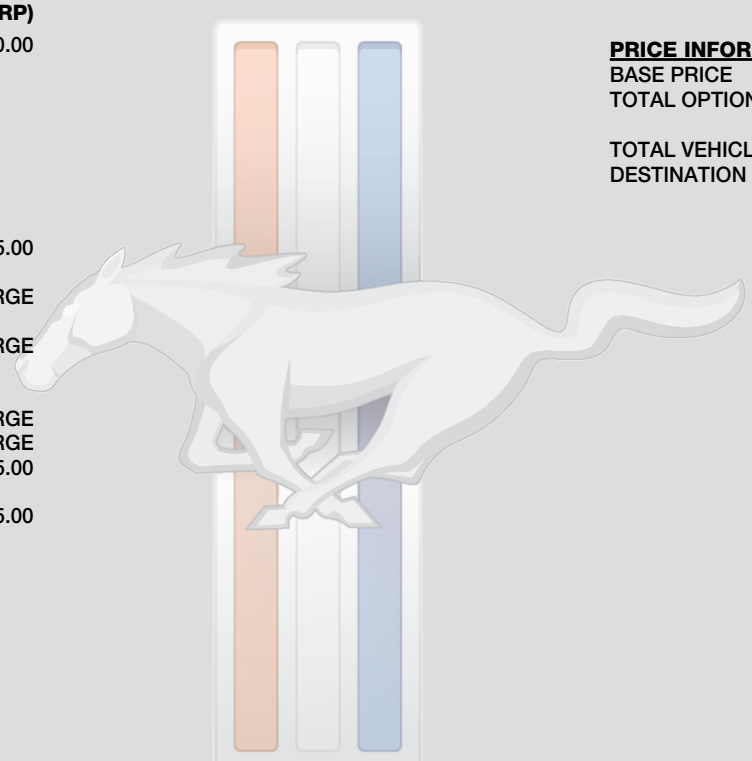 RP)
0.00
5.00
RGE
RGE
RGE
RGE
5.00
5.00
PRICE INFOR
BASE PRICE
TOTAL OPTION
TOTAL VEHICL
DESTINATION